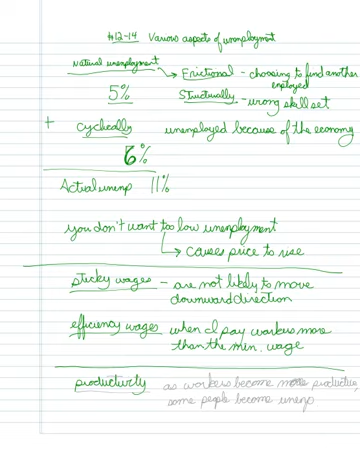 #12-14 Various aspects of unemployment
Natural unemployment → Frictional - choosing to find another employed
5% Structurally - wrong skill set
+ cyclically unemployed because of the economy
6%
Actual unemp 11%
you don't want too low unemployment
↳ causes price to rise
sticky wages - are not likely to move
downward direction
efficiency wages when I pay workers more
than the min. wage
productivity as workers become more productive,
some people become unemp